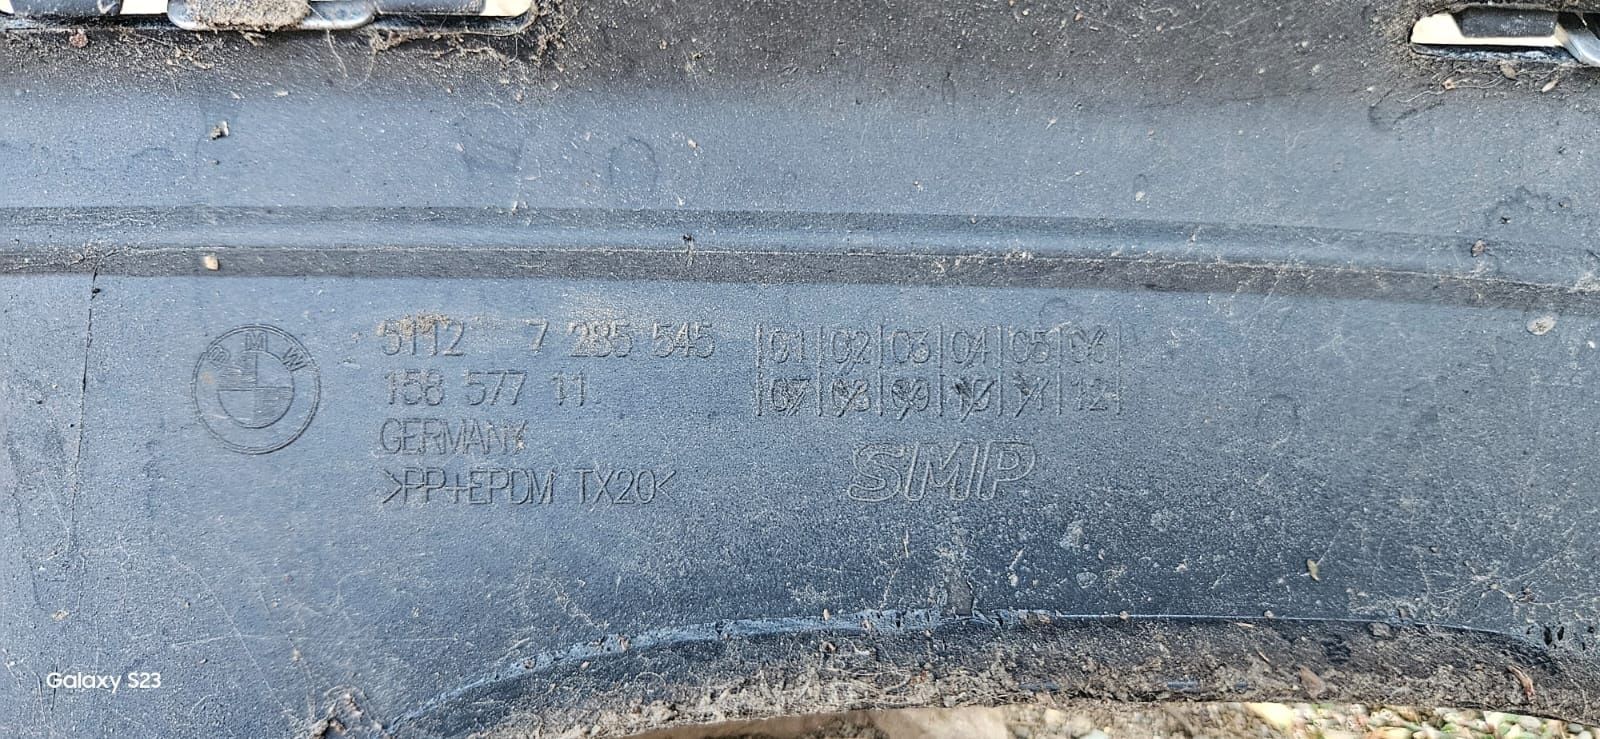 BMW
5112 7 285 545
158 577 11
GERMANY
>PP+EPDM TX20<
|01|02|03|04|05|06|
|07|08|09|10|11|12|
SMP
Galaxy S23